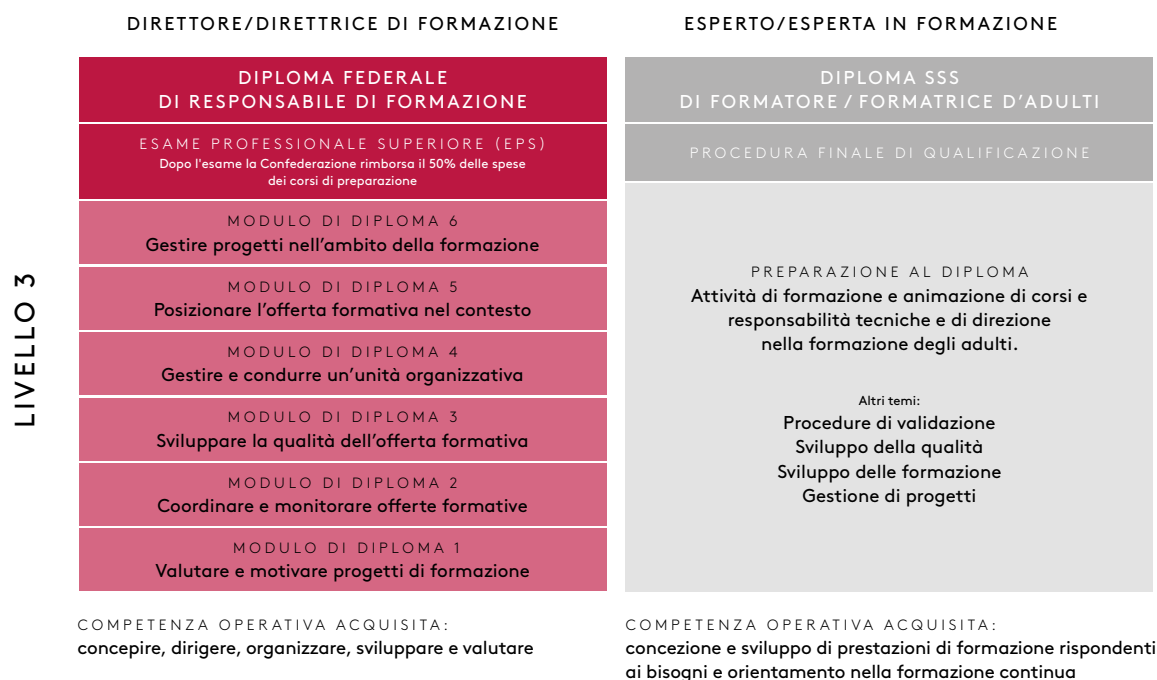 DIRETTORE/DIRETTRICE DI FORMAZIONE
DIPLOMA FEDERALE
DI RESPONSABILE DI FORMAZIONE
ESAME PROFESSIONALE SUPERIORE (EPS)
Dopo l'esame la Confederazione rimborsa il 50% delle spese
dei corsi di preparazione
MODULO DI DIPLOMA 6
Gestire progetti nell’ambito della formazione
MODULO DI DIPLOMA 5
Posizionare l’offerta formativa nel contesto
MODULO DI DIPLOMA 4
Gestire e condurre un’unità organizzativa
MODULO DI DIPLOMA 3
Sviluppare la qualità dell’offerta formativa
MODULO DI DIPLOMA 2
Coordinare e monitorare offerte formative
MODULO DI DIPLOMA 1
Valutare e motivare progetti di formazione
COMPETENZA OPERATIVA ACQUISITA:
concepire, dirigere, organizzare, sviluppare e valutare
ESPERTO/ESPERTA IN FORMAZIONE
DIPLOMA SSS
DI FORMATORE / FORMATRICE D’ADULTI
PROCEDURA FINALE DI QUALIFICAZIONE
PREPARAZIONE AL DIPLOMA
Attività di formazione e animazione di corsi e
responsabilità tecniche e di direzione
nella formazione degli adulti.
Altri temi:
Procedure di validazione
Sviluppo della qualità
Sviluppo delle formazione
Gestione di progetti
COMPETENZA OPERATIVA ACQUISITA:
concezione e sviluppo di prestazioni di formazione rispondenti
ai bisogni e orientamento nella formazione continua
LIVELLO 3